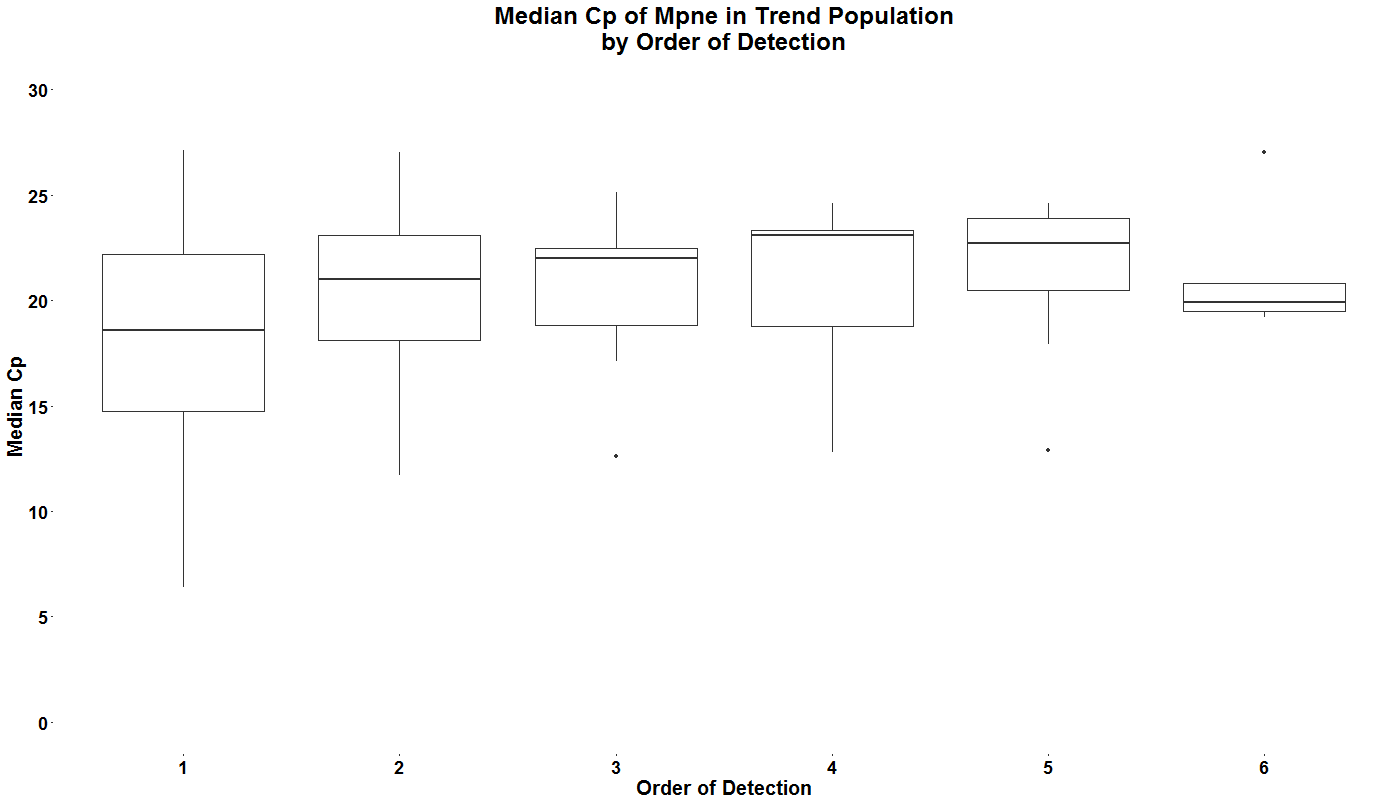 Median Cp of Mpne in Trend Population
by Order of Detection
30
25
20
15
10
5
0
Median Cp
1 2 3 4 5 6
Order of Detection